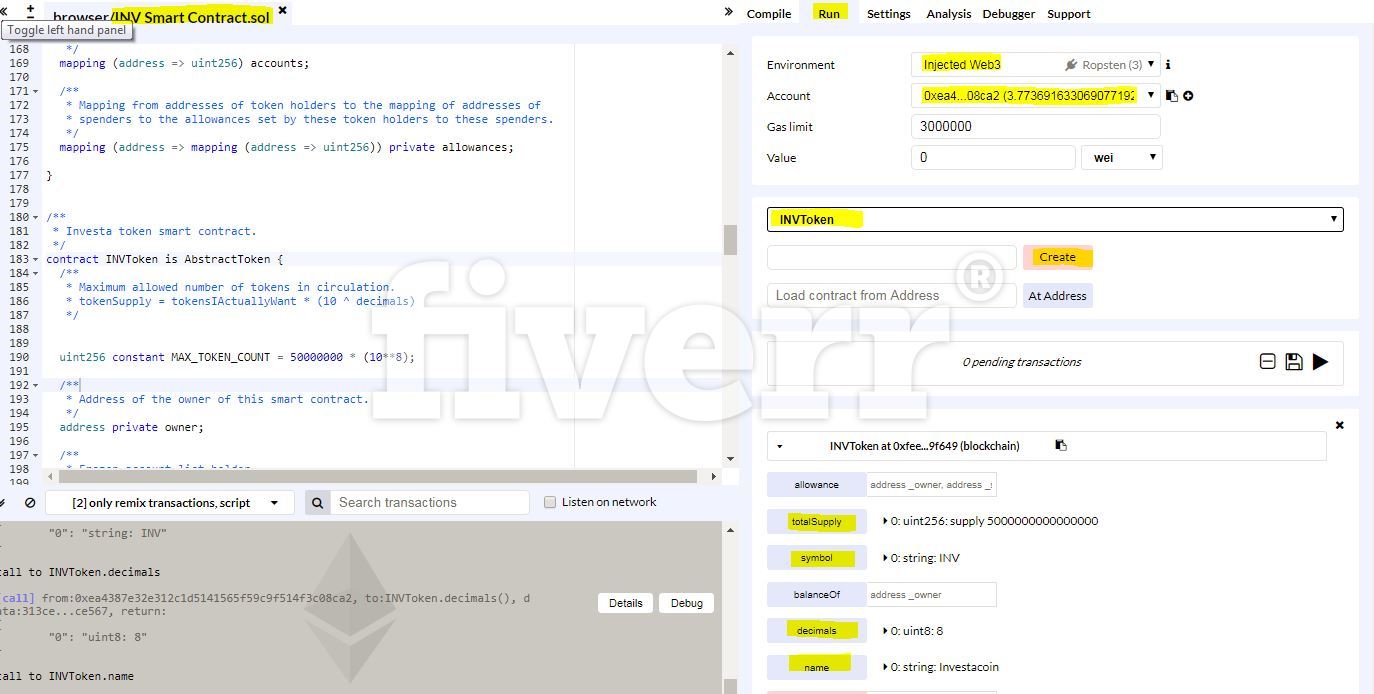 browser/INV Smart Contract.sol
Toggle left hand panel
168 */
169 mapping (address => uint256) accounts;
170
171 /**
172 * Mapping from addresses of token holders to the mapping of addresses of
173 * spenders to the allowances set by these token holders to these spenders.
174 */
175 mapping (address => mapping (address => uint256)) private allowances;
176
177 }
178
179
180 /**
181 * Investa token smart contract.
182 */
183 contract INVToken is AbstractToken {
184 /**
185 * Maximum allowed number of tokens in circulation.
186 * tokenSupply = tokensIActuallyWant * (10 ^ decimals)
187 */
188
189
190 uint256 constant MAX_TOKEN_COUNT = 50000000 * (10**8);
191
192 /**
193 * Address of the owner of this smart contract.
194 */
195 address private owner;
196
197 /**
198
199
[2] only remix transactions, script
Search transactions
Listen on network
"0": "string: INV"
call to INVToken.decimals
[call] from:0xea4387e32e312c1d5141565f59c9f514f3c08ca2, to:INVToken.decimals(), d
ata:313ce...ce567, return:
Details Debug
"0": "uint8: 8"
call to INVToken.name
Compile Run Settings Analysis Debugger Support
Environment Injected Web3 Ropsten (3)
Account 0xea4...08ca2 (3.773691633069077192
Gas limit 3000000
Value 0 wei
INVToken
Create
Load contract from Address At Address
0 pending transactions
INVToken at 0xfee...9f649 (blockchain)
allowance address _owner, address _
totalSupply 0: uint256: supply 5000000000000000
symbol 0: string: INV
balanceOf address _owner
decimals 0: uint8: 8
name 0: string: Investacoin
fiverr®